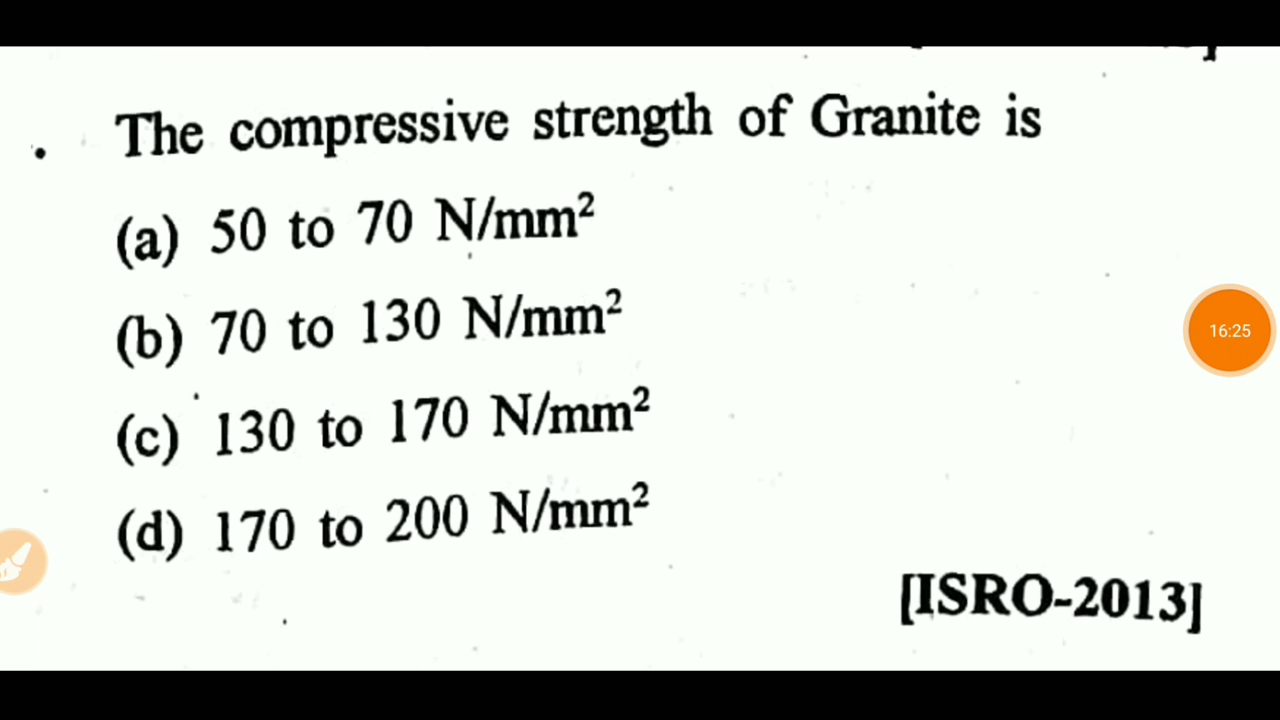 . The compressive strength of Granite is
(a) 50 to 70 N/mm²
(b) 70 to 130 N/mm²
(c) 130 to 170 N/mm²
16:25
(d) 170 to 200 N/mm²
[ISRO-2013]